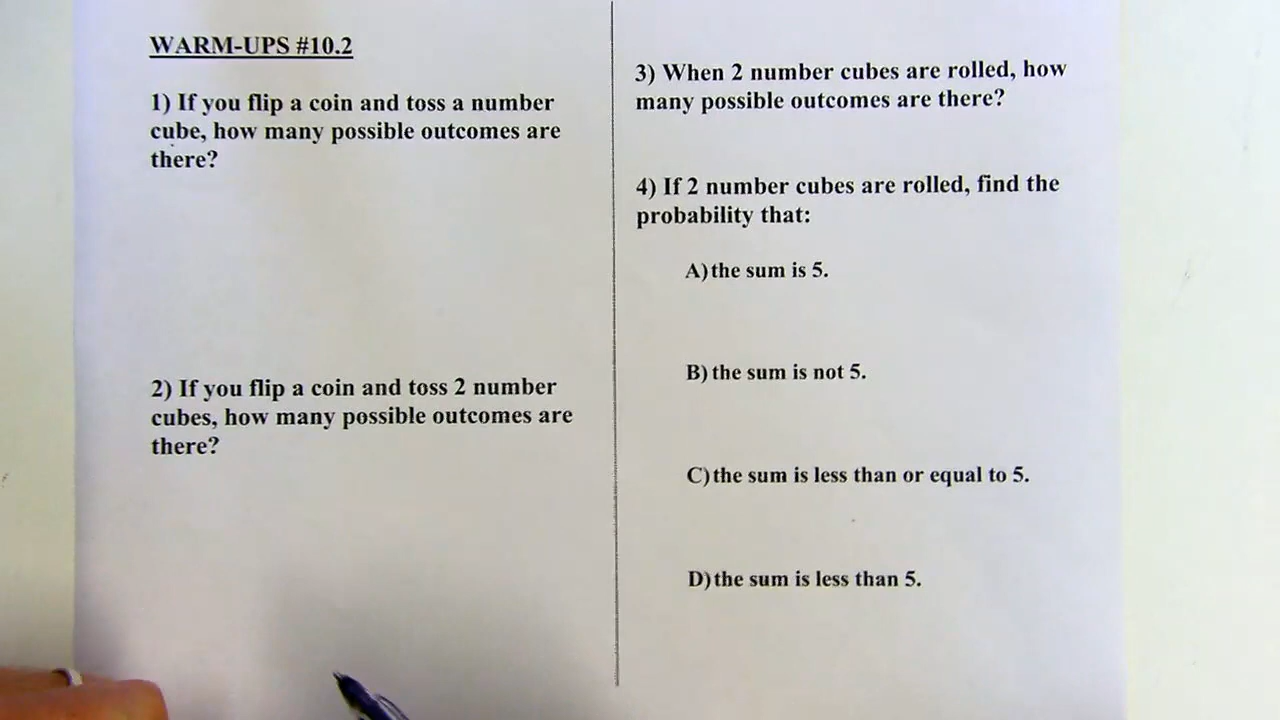 WARM-UPS #10.2
1) If you flip a coin and toss a number
cube, how many possible outcomes are
there?
2) If you flip a coin and toss 2 number
cubes, how many possible outcomes are
there?
3) When 2 number cubes are rolled, how
many possible outcomes are there?
4) If 2 number cubes are rolled, find the
probability that:
A) the sum is 5.
B) the sum is not 5.
C) the sum is less than or equal to 5.
D) the sum is less than 5.